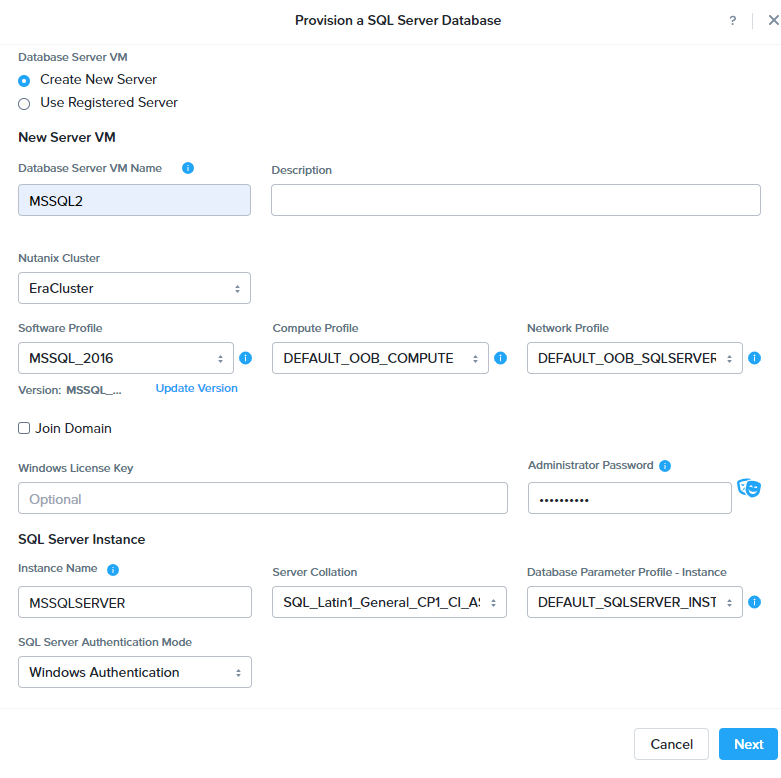 Provision a SQL Server Database
?
Database Server VM
Create New Server
Use Registered Server
New Server VM
Database Server VM Name
Description
MSSQL2
Nutanix Cluster
EraCluster
Software Profile
Compute Profile
Network Profile
MSSQL_2016
DEFAULT_OOB_COMPUTE
DEFAULT_OOB_SQLSERVER
Version: MSSQL_...
Update Version
Join Domain
Windows License Key
Administrator Password
Optional
••••••••••
SQL Server Instance
Instance Name
Server Collation
Database Parameter Profile - Instance
MSSQLSERVER
SQL_Latin1_General_CP1_CI_AS
DEFAULT_SQLSERVER_INST
SQL Server Authentication Mode
Windows Authentication
Cancel
Next